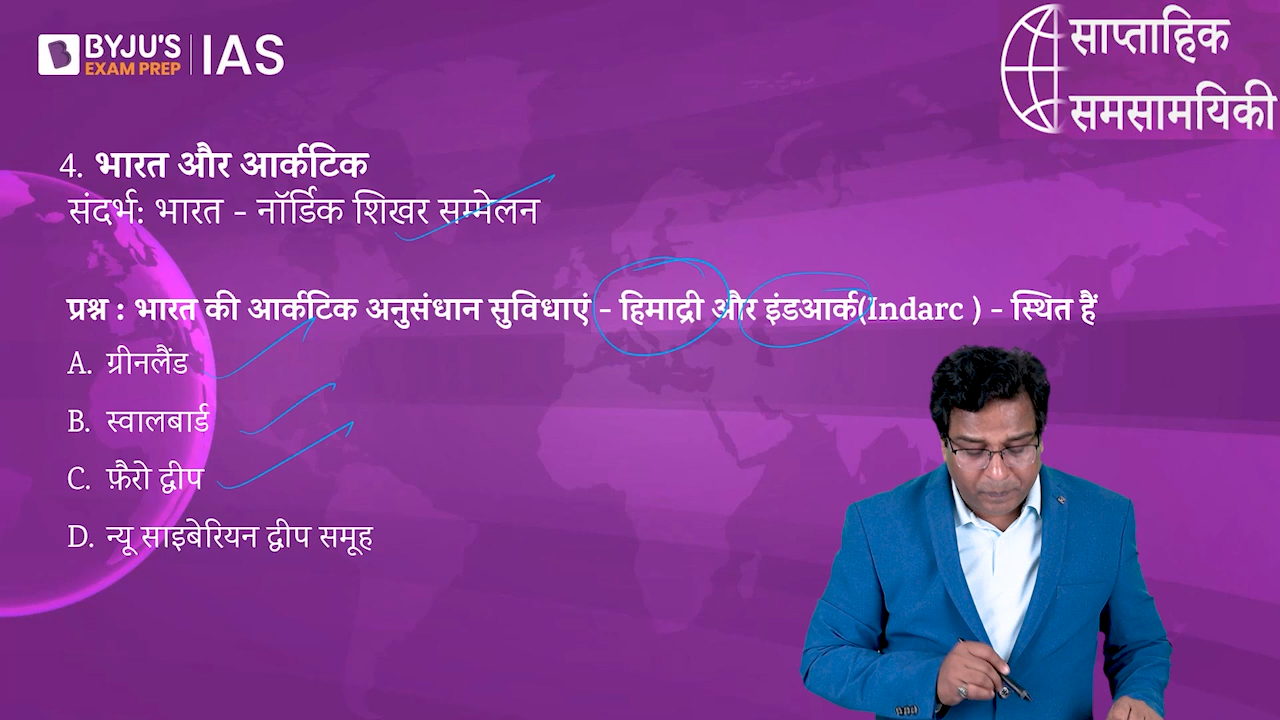 BYJU'S
EXAM PREP
IAS
साप्ताहिक
समसामयिकी
4. भारत और आर्कटिक
संदर्भ: भारत - नॉर्डिक शिखर सम्मेलन
प्रश्न : भारत की आर्कटिक अनुसंधान सुविधाएं - हिमाद्री और इंडआर्क(Indarc ) - स्थित हैं
A. ग्रीनलैंड
B. स्वालबार्ड
C. फ़ैरो द्वीप
D. न्यू साइबेरियन द्वीप समूह